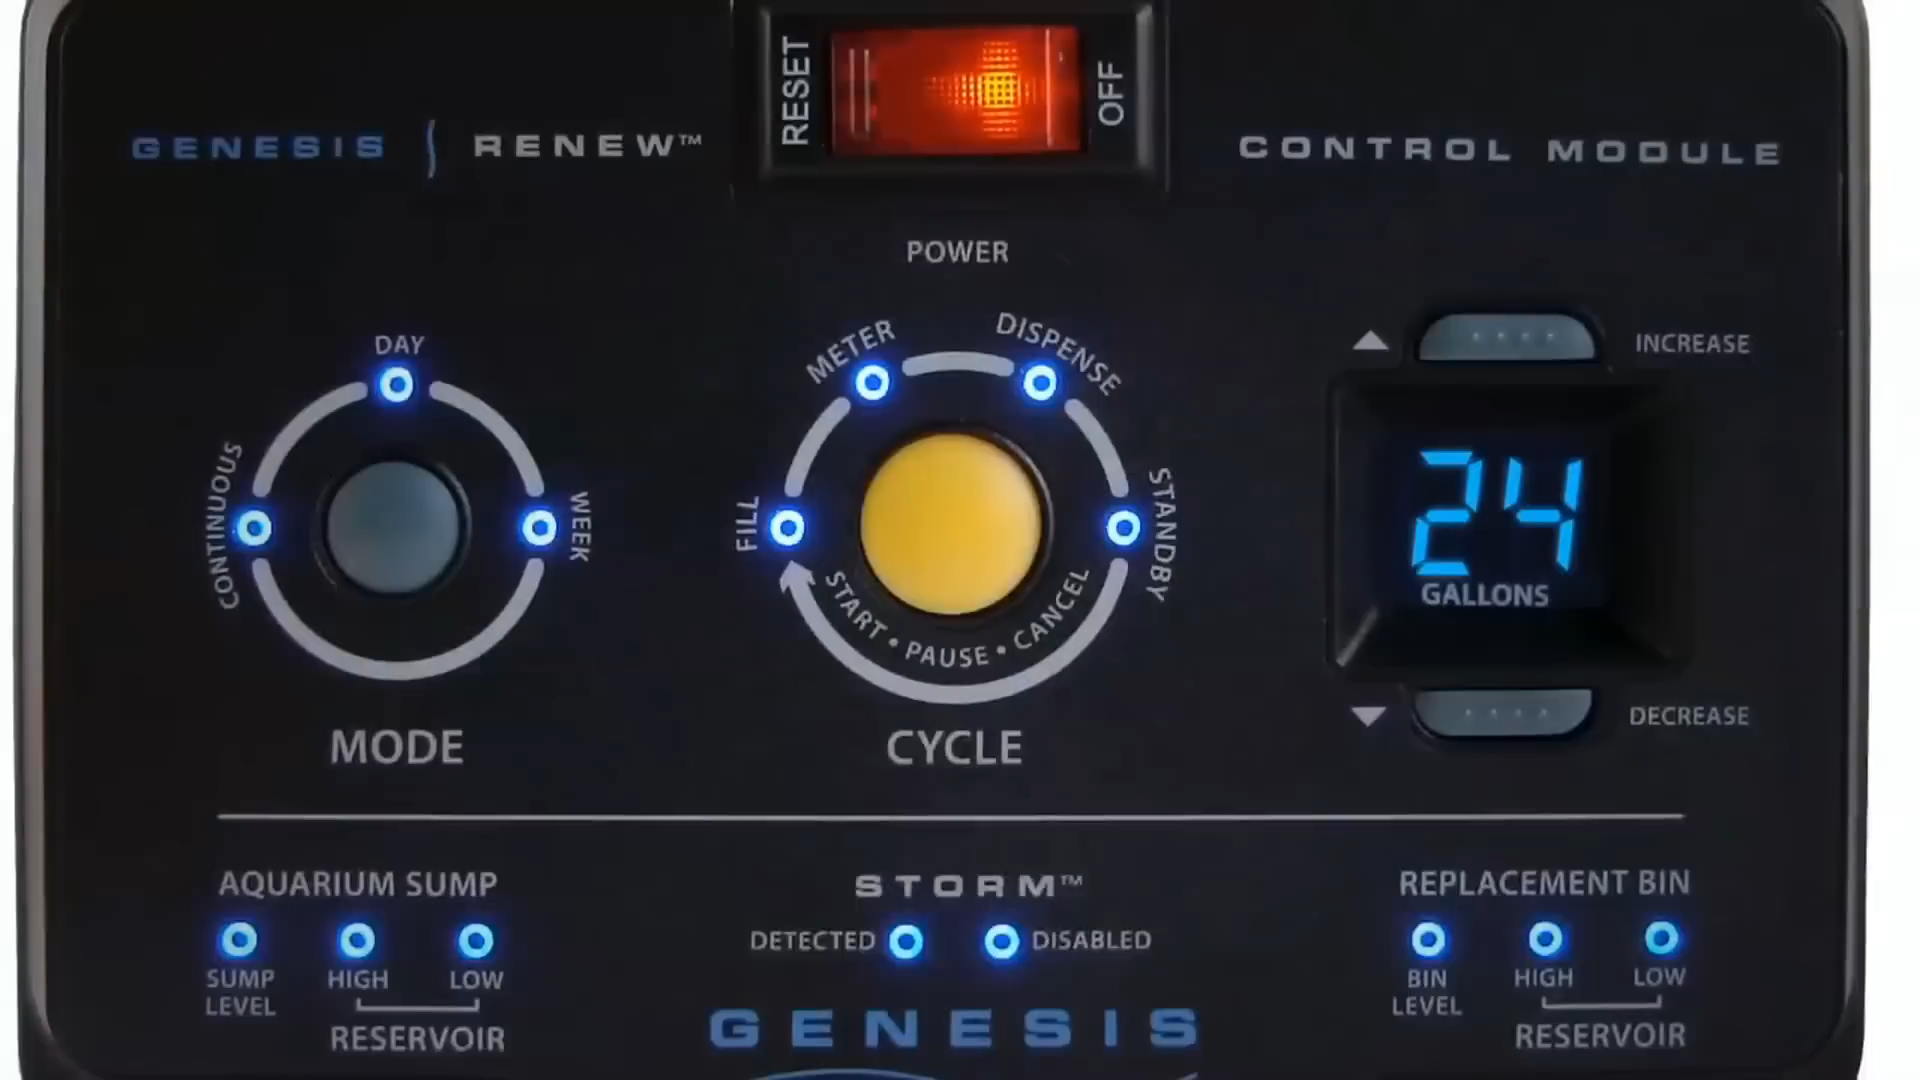 RESET
OFF
GENESIS RENEW™
CONTROL MODULE
POWER
DAY
CONTINUOUS
WEEK
MODE
METER
DISPENSE
FILL
STANDBY
START • PAUSE • CANCEL
CYCLE
INCREASE
24
GALLONS
DECREASE
AQUARIUM SUMP
SUMP
LEVEL
HIGH
LOW
RESERVOIR
STORM™
DETECTED
DISABLED
REPLACEMENT BIN
BIN
LEVEL
HIGH
LOW
RESERVOIR
GENESIS